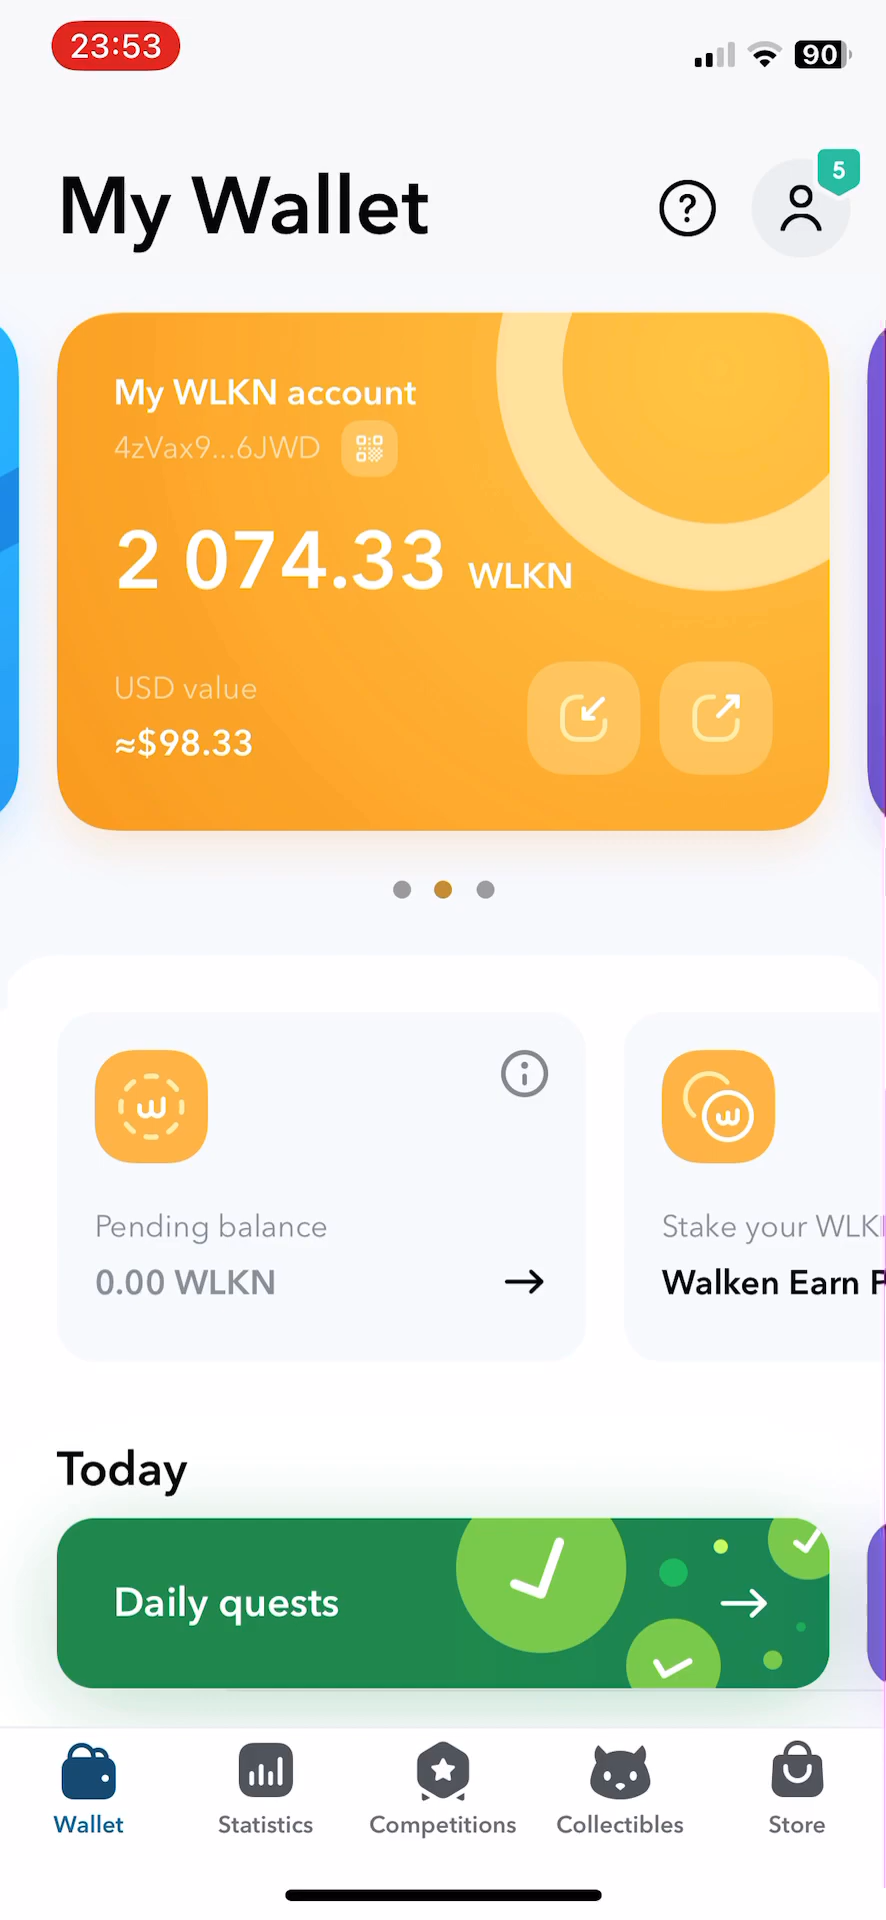 23:53
90
My Wallet
?
5
My WLKN account
4zVax9...6JWD
2 074.33 WLKN
USD value
≈$98.33
Pending balance
0.00 WLKN
Stake your WLK
Walken Earn P
Today
Daily quests
Wallet
Statistics
Competitions
Collectibles
Store